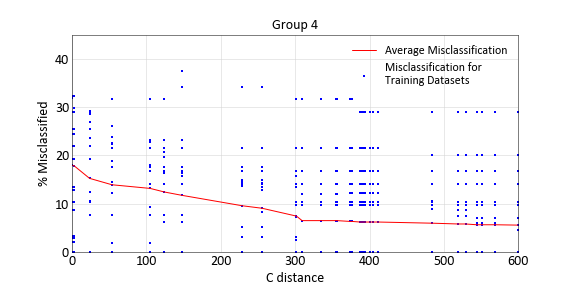 Group 4
Average Misclassification
Misclassification for
Training Datasets
% Misclassified
40
30
20
10
0
0 100 200 300 400 500 600
C distance